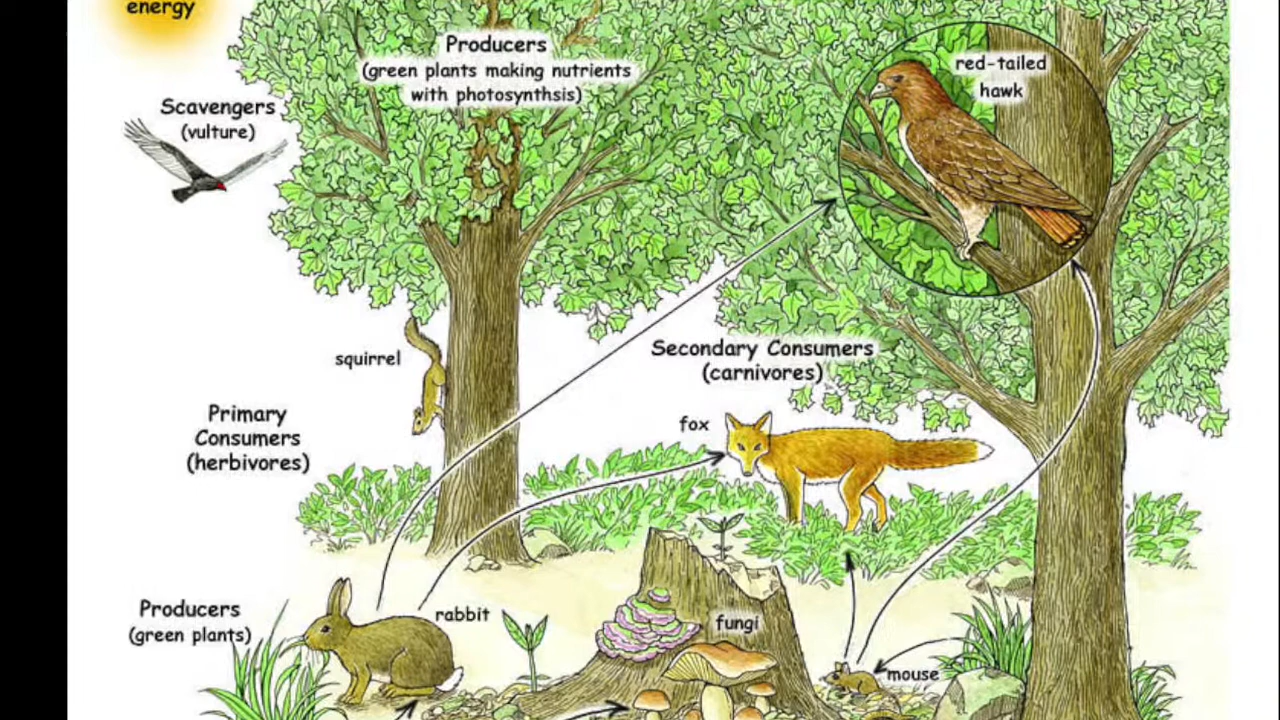 energy
Producers
(green plants making nutrients
with photosynthsis)
red-tailed
hawk
Scavengers
(vulture)
squirrel
Secondary Consumers
(carnivores)
Primary
Consumers
(herbivores)
fox
Producers
(green plants)
rabbit
fungi
mouse